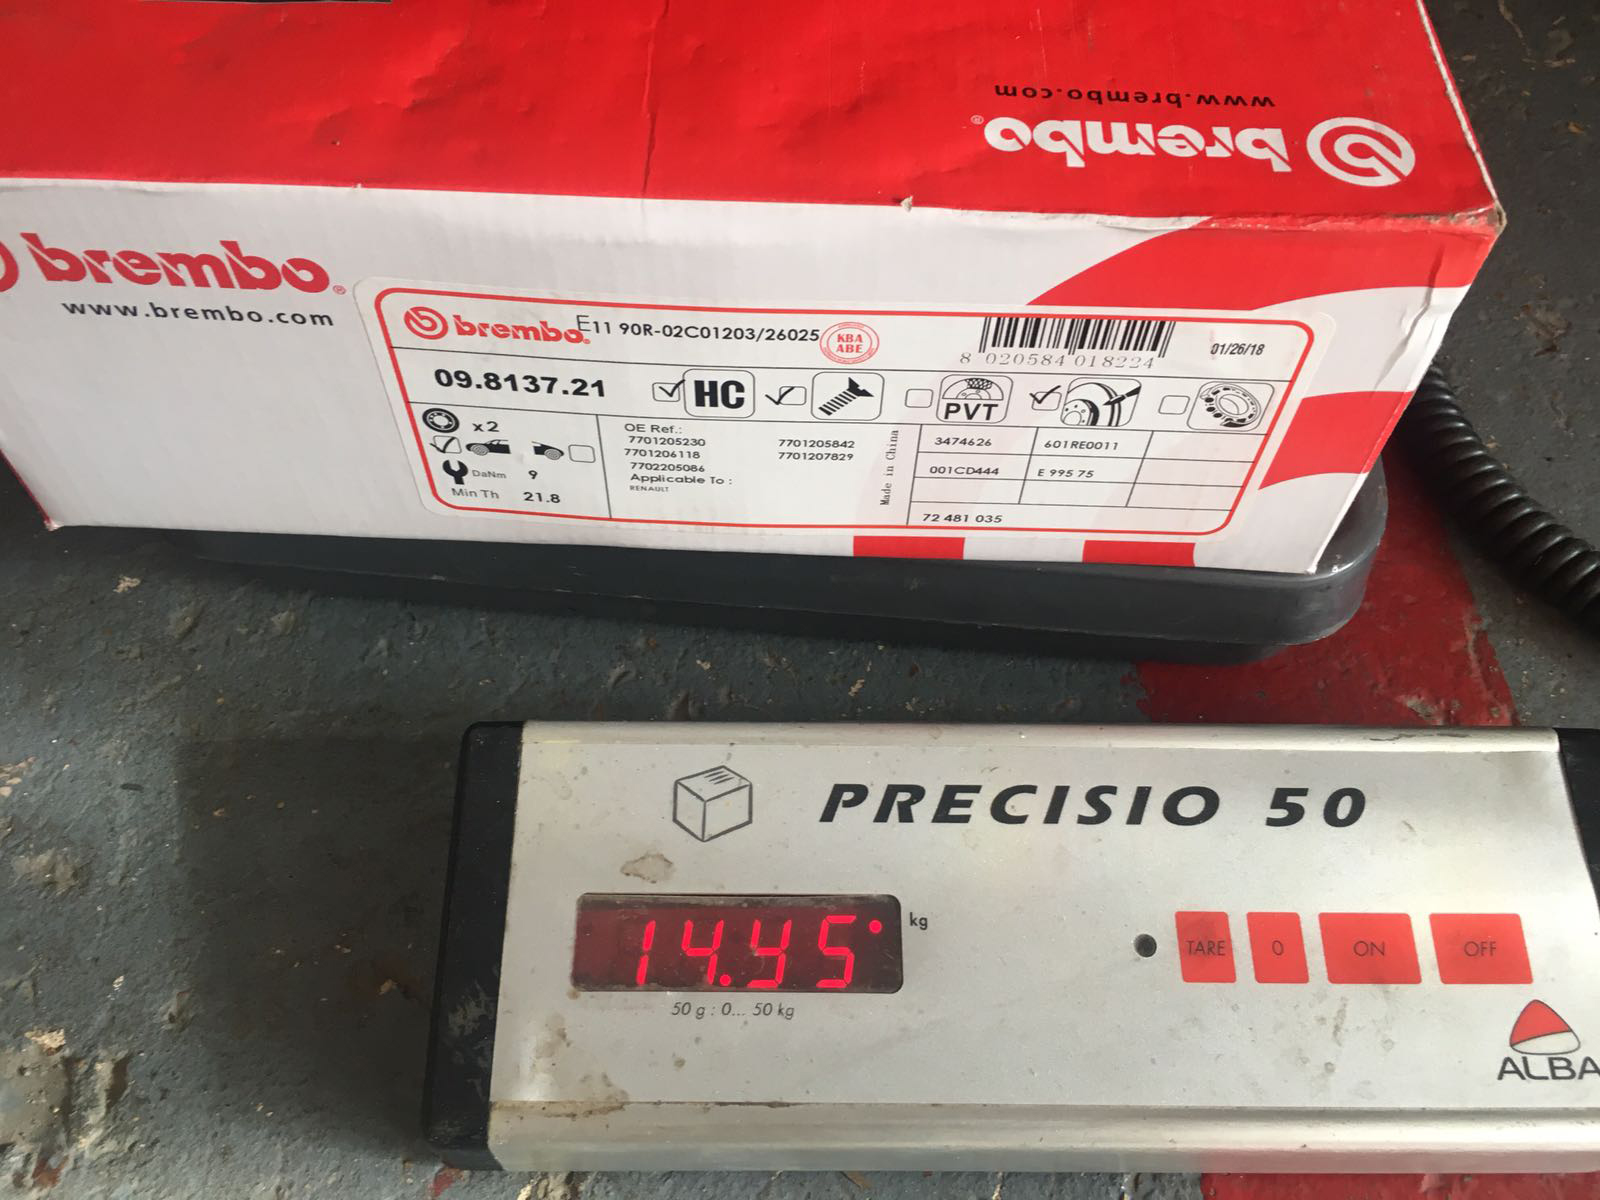 www.brembo.com
brembo®
brembo®
www.brembo.com
brembo®
E11 90R-02C01203/26025
KBA
ABE
8 020584 018224
01/26/18
09.8137.21
HC
PVT
x2
DaNm 9
Min Th 21.8
OE Ref.:
7701205230 7701205842
7701206118 7701207829
7702205086
Applicable To :
RENAULT
Made in China
3474626 601RE0011
001CD444 E 995 75
72 481 035
PRECISIO 50
14.45 kg
50 g : 0... 50 kg
TARE 0 ON OFF
ALBA